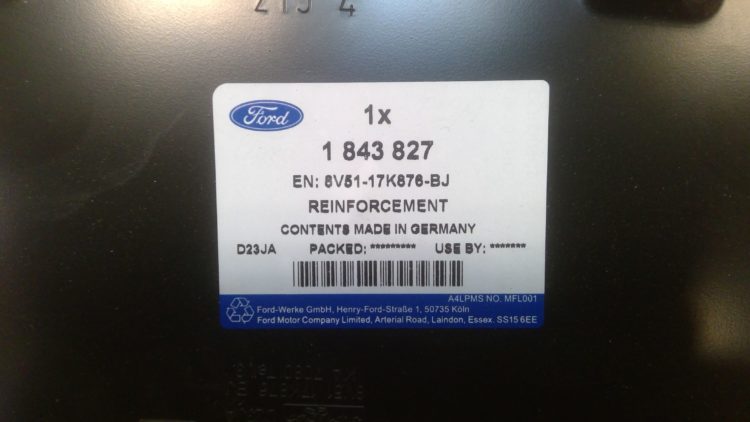 Ford
1x
1 843 827
EN: 8V51-17K876-BJ
REINFORCEMENT
CONTENTS MADE IN GERMANY
D23JA PACKED: ********* USE BY: *******
A4LPMS NO. MFL001
Ford-Werke GmbH, Henry-Ford-Straße 1, 50735 Köln
Ford Motor Company Limited, Arterial Road, Laindon, Essex. SS15 6EE